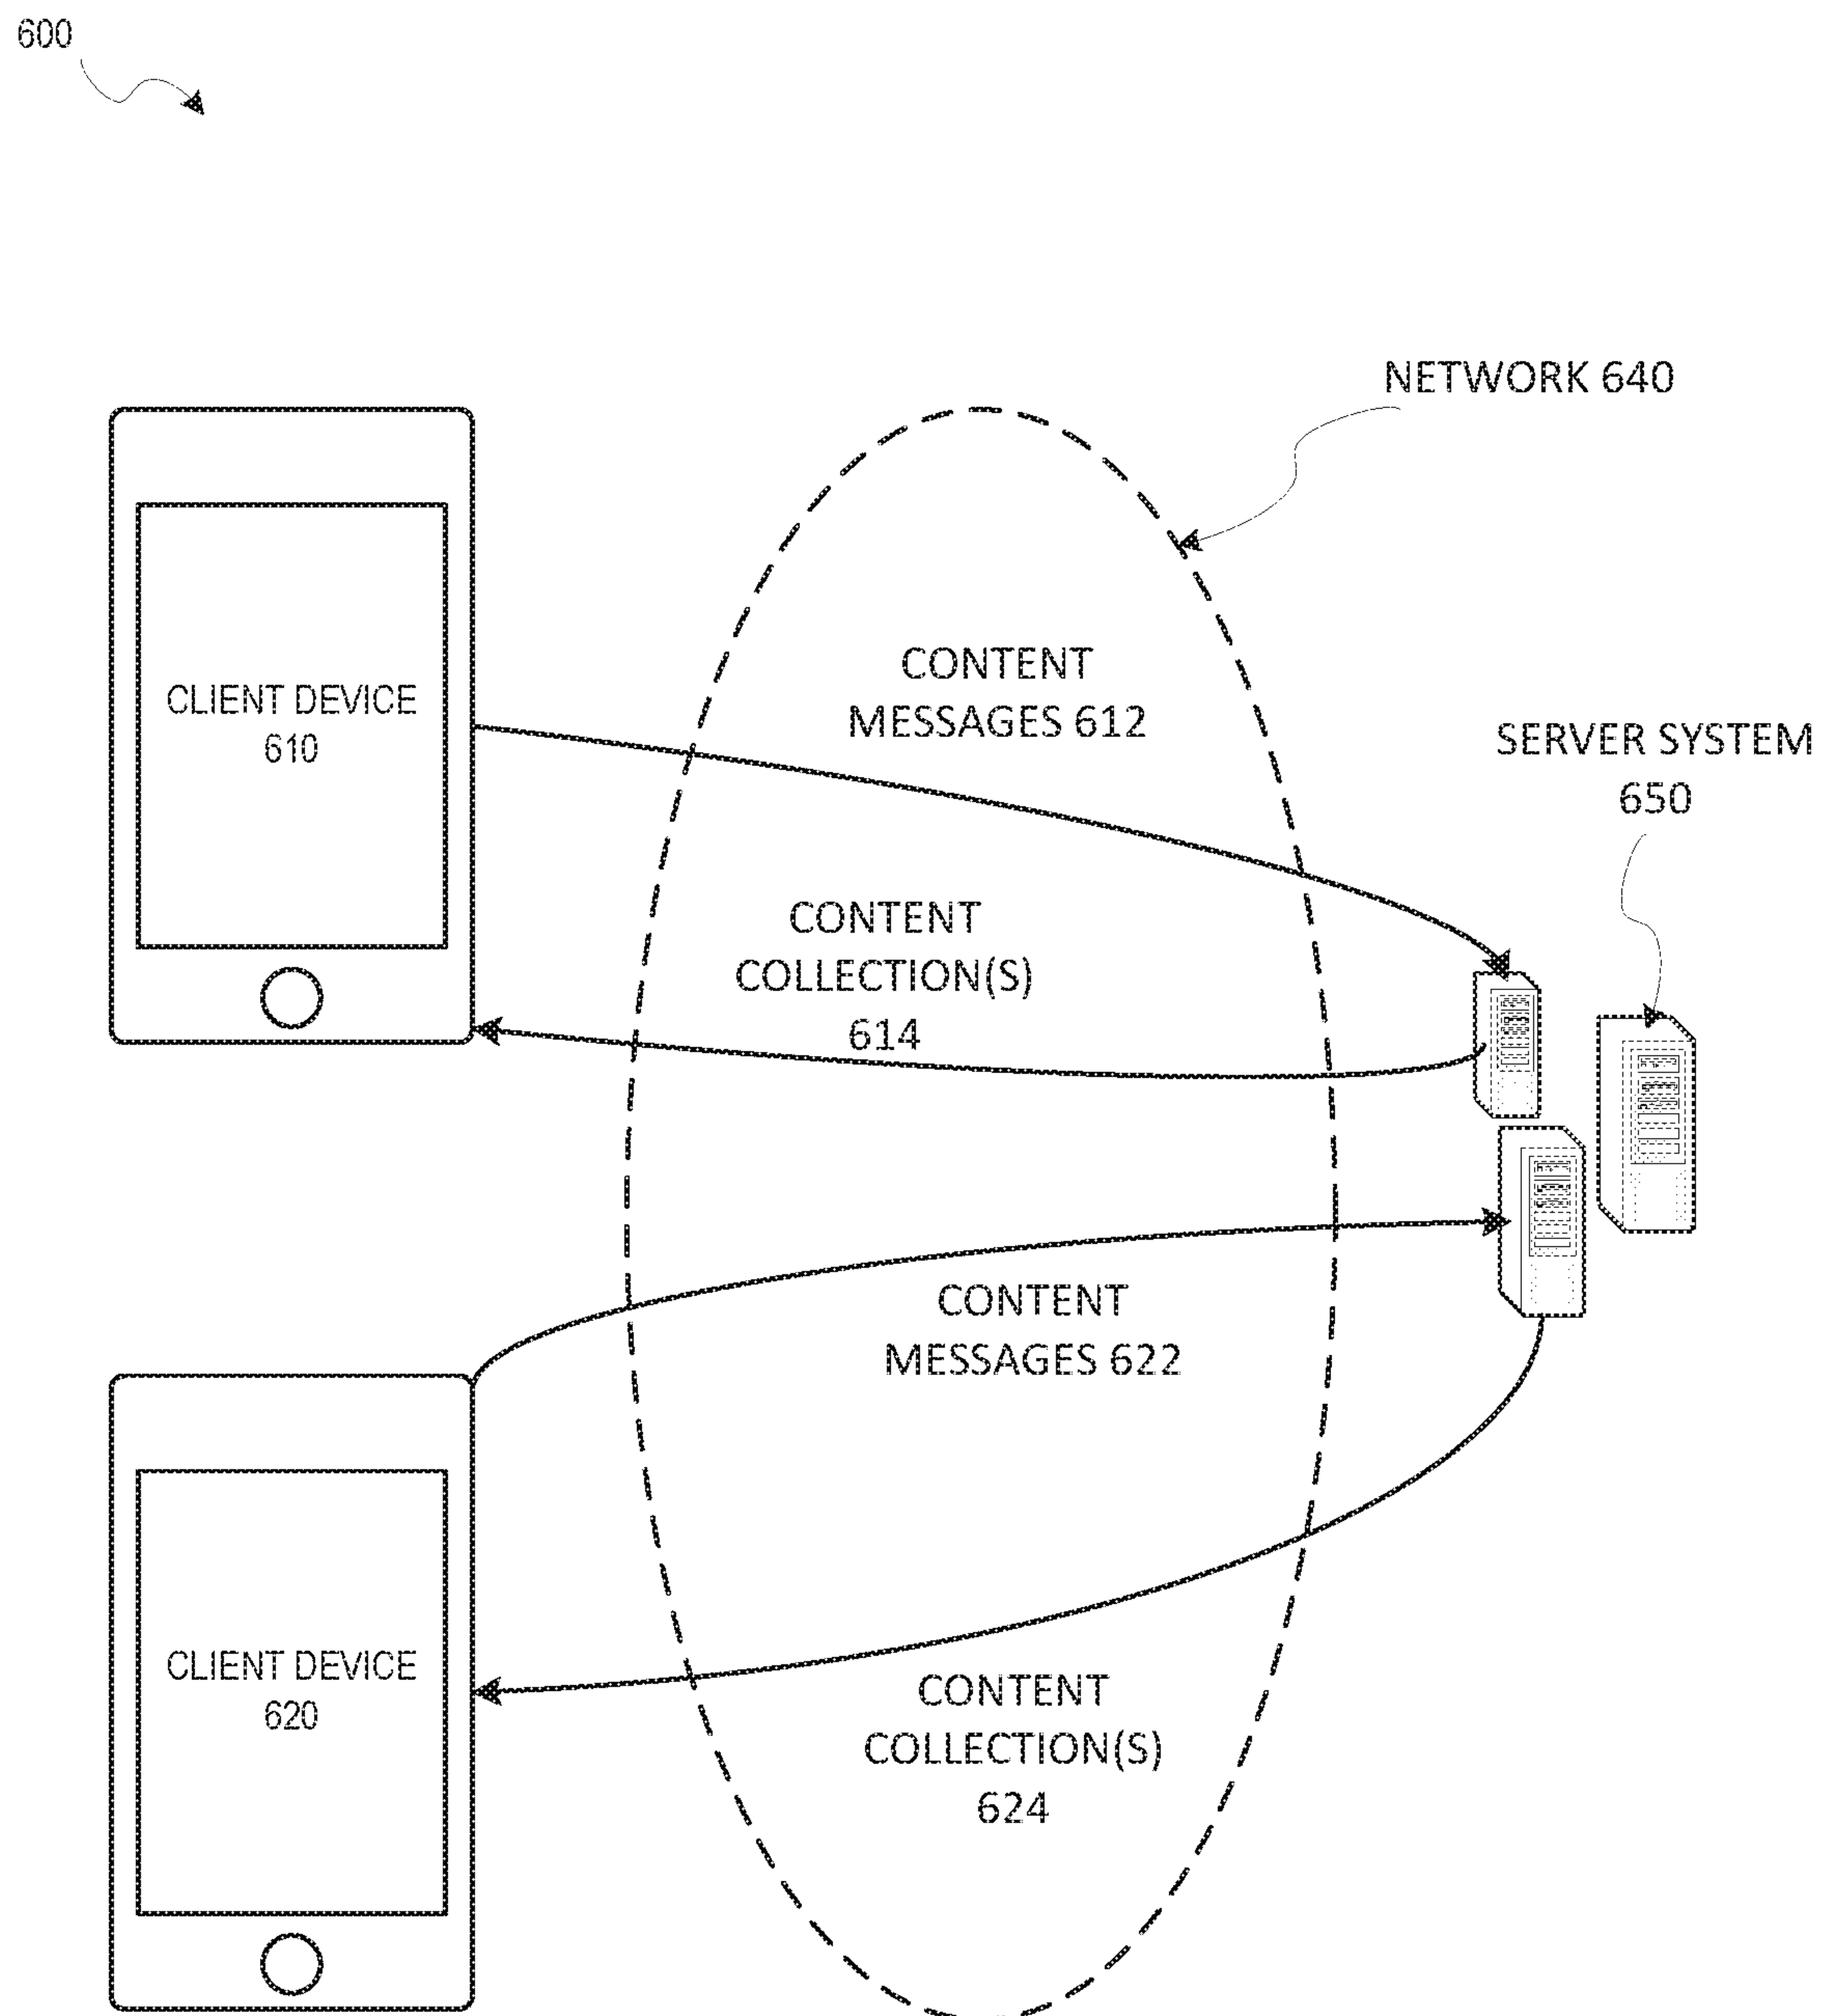 600
NETWORK 640
CLIENT DEVICE
610
CONTENT
MESSAGES 612
SERVER SYSTEM
650
CONTENT
COLLECTION(S)
614
CONTENT
MESSAGES 622
CLIENT DEVICE
620
CONTENT
COLLECTION(S)
624